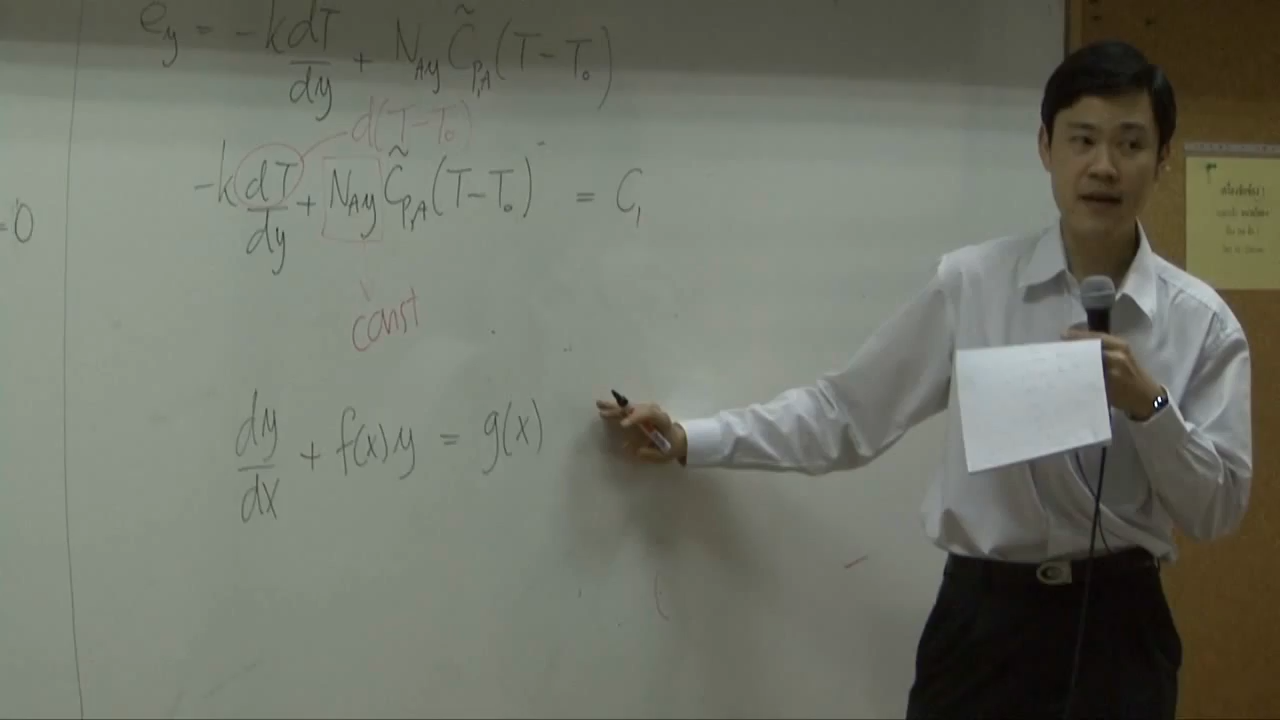 e_y = -k dT/dy + N_Ay C̃_p,A (T - T_0)
d(T - T_0)
-k dT/dy + N_Ay C̃_p,A (T - T_0) = C_1
= 0
const
dy/dx + f(x)y = g(x)